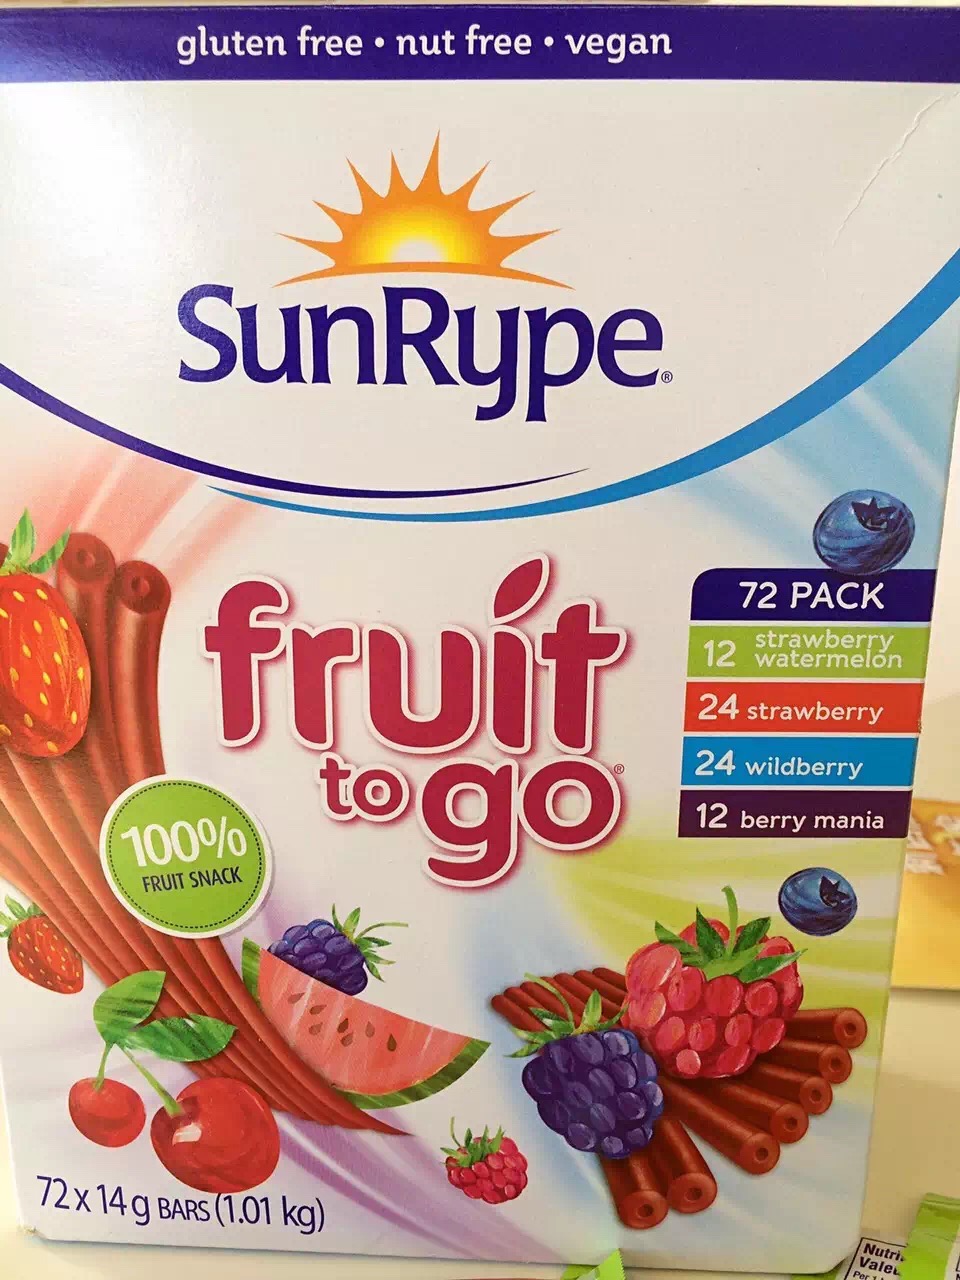 gluten free • nut free • vegan
SunRype®
fruit
to go®
72 PACK
12 strawberry
watermelon
24 strawberry
24 wildberry
12 berry mania
100%
FRUIT SNACK
72 x 14 g BARS (1.01 kg)